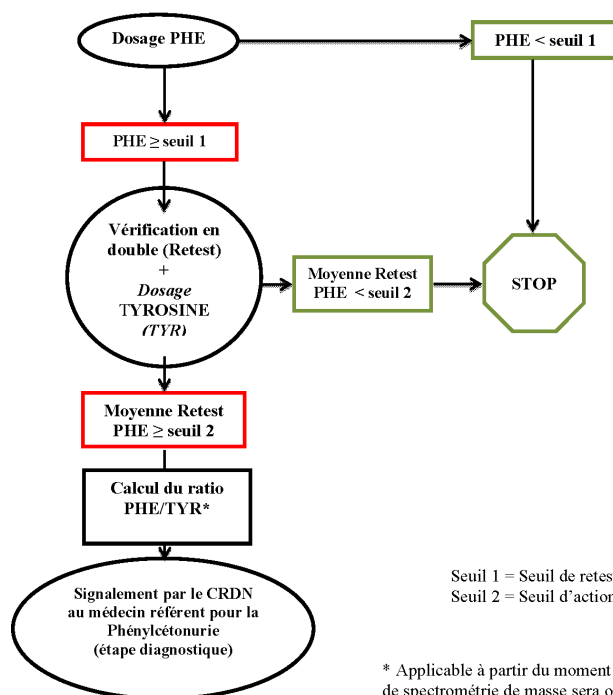 Dosage PHE
PHE < seuil 1
PHE ≥ seuil 1
Vérification en
double (Retest)
+
Dosage
TYROSINE
(TYR)
Moyenne Retest
PHE < seuil 2
STOP
Moyenne Retest
PHE ≥ seuil 2
Calcul du ratio
PHE/TYR*
Signalement par le CRDN
au médecin référent pour la
Phénylcétonurie
(étape diagnostique)
Seuil 1 = Seuil de retest
Seuil 2 = Seuil d'action
* Applicable à partir du moment
de spectrométrie de masse sera o